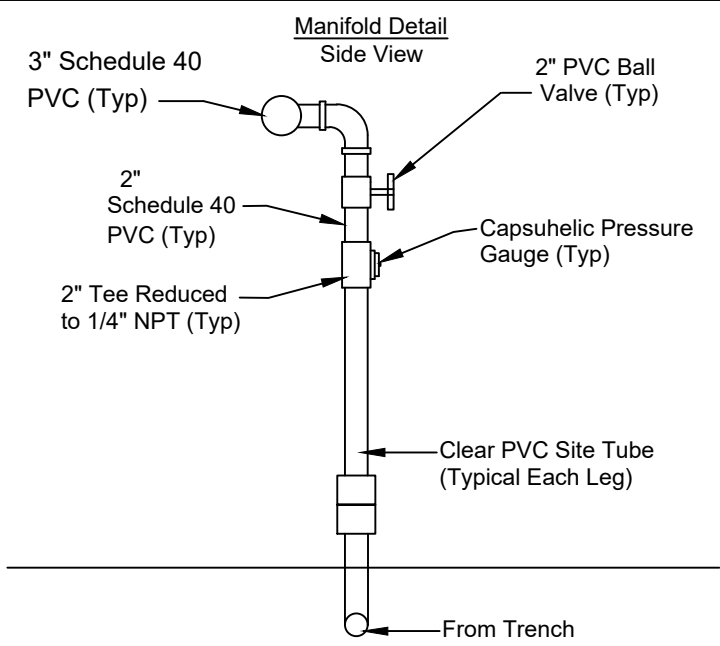 Manifold Detail
Side View
3" Schedule 40
PVC (Typ)
2" PVC Ball
Valve (Typ)
2"
Schedule 40
PVC (Typ)
Capsuhelic Pressure
Gauge (Typ)
2" Tee Reduced
to 1/4" NPT (Typ)
Clear PVC Site Tube
(Typical Each Leg)
From Trench